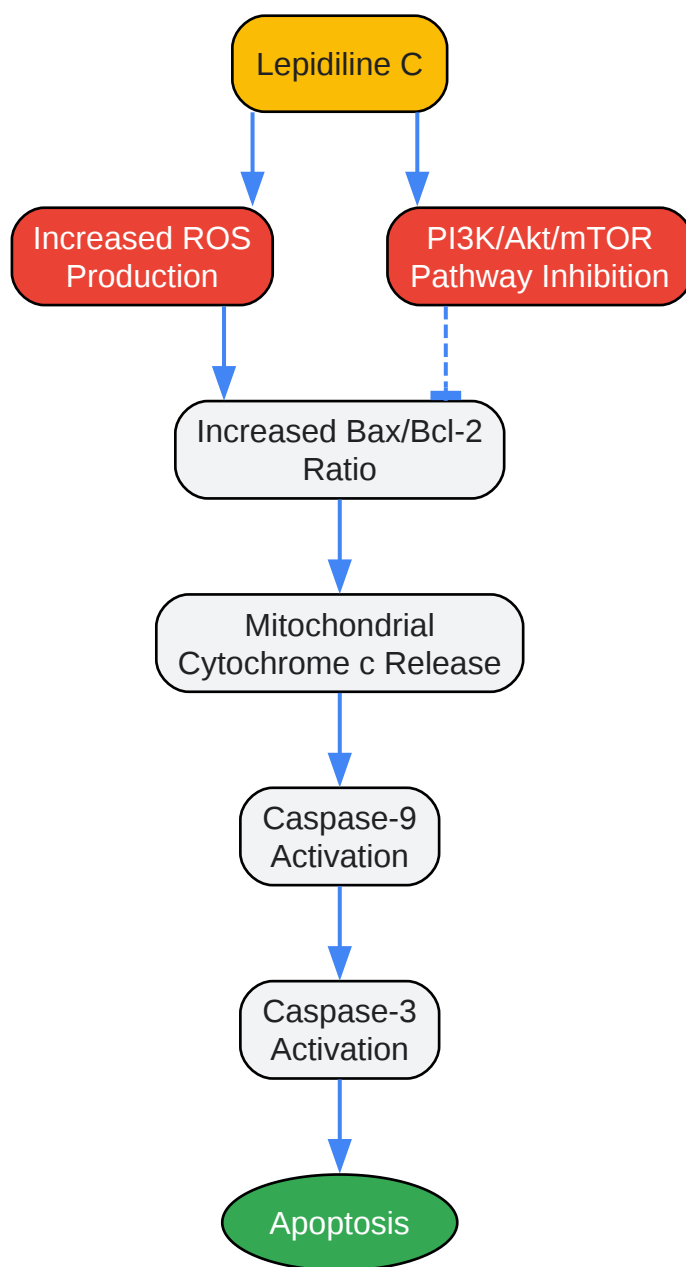 Lepidiline C
Increased ROS
Production
PI3K/Akt/mTOR
Pathway Inhibition
Increased Bax/Bcl-2
Ratio
Mitochondrial
Cytochrome c Release
Caspase-9
Activation
Caspase-3
Activation
Apoptosis